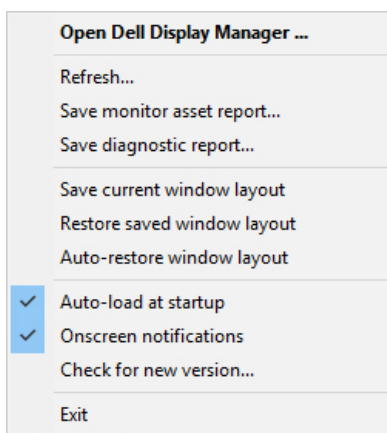 Open Dell Display Manager ...
Refresh...
Save monitor asset report...
Save diagnostic report...
Save current window layout
Restore saved window layout
Auto-restore window layout
Auto-load at startup
Onscreen notifications
Check for new version...
Exit